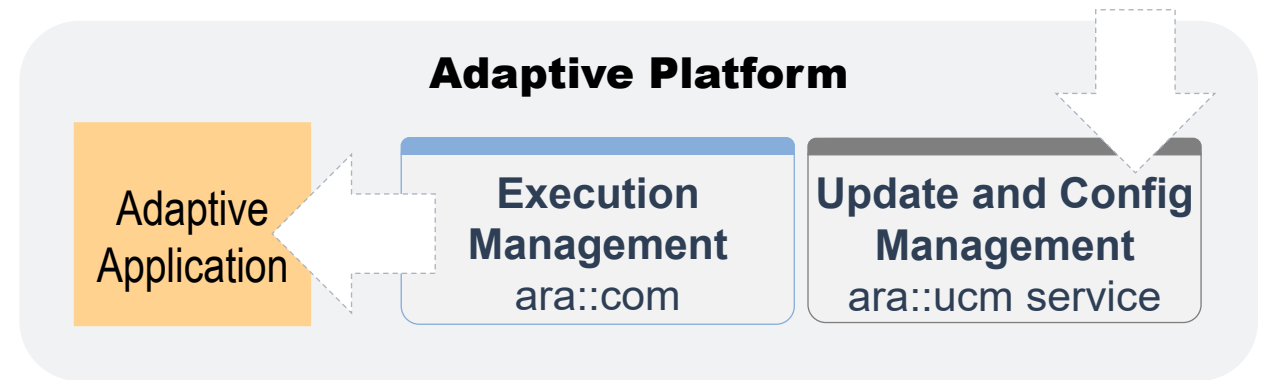 Adaptive Platform
Adaptive
Application
Execution
Management
ara::com
Update and Config
Management
ara::ucm service